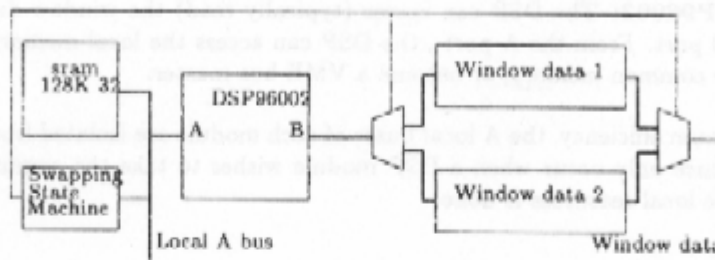 sram
128K 32
DSP96002
A
B
Swapping
State
Machine
Local A bus
Window data 1
Window data 2
Window data